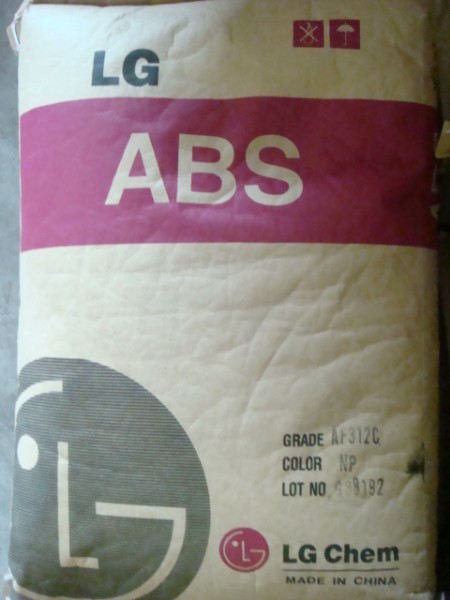 LG
ABS
GRADE AF312C
COLOR NP
LOT NO.
LG Chem
MADE IN CHINA